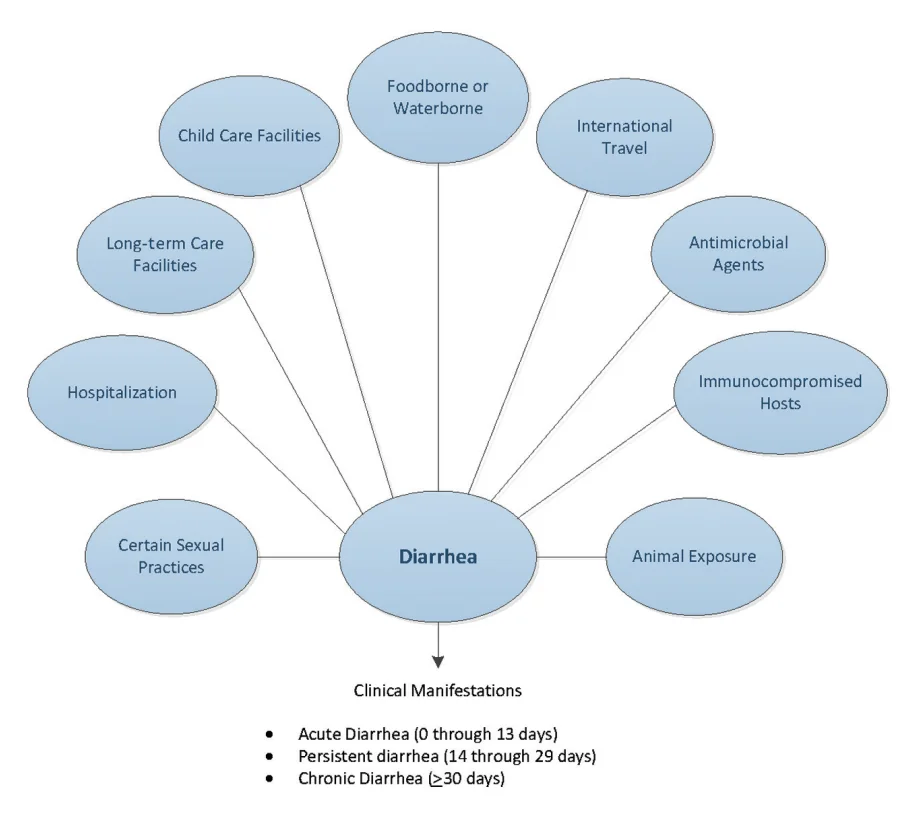 Foodborne or
Waterborne
Child Care Facilities
International
Travel
Long-term Care
Facilities
Antimicrobial
Agents
Hospitalization
Immunocompromised
Hosts
Certain Sexual
Practices
Diarrhea
Animal Exposure
Clinical Manifestations
• Acute Diarrhea (0 through 13 days)
• Persistent diarrhea (14 through 29 days)
• Chronic Diarrhea (≥30 days)